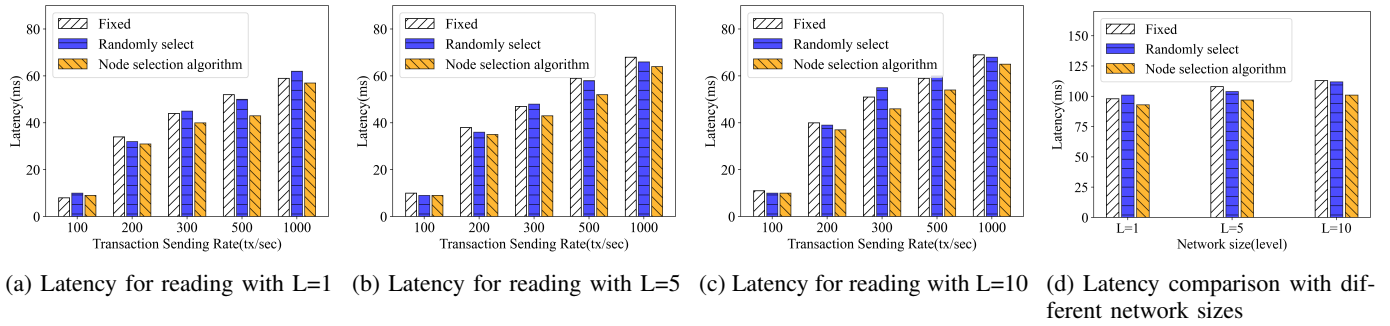 80
60
40
20
0
Latency(ms)
Fixed
Randomly select
Node selection algorithm
100 200 300 500 1000
Transaction Sending Rate(tx/sec)
(a) Latency for reading with L=1
80
60
40
20
0
Latency(ms)
Fixed
Randomly select
Node selection algorithm
100 200 300 500 1000
Transaction Sending Rate(tx/sec)
(b) Latency for reading with L=5
80
60
40
20
0
Latency(ms)
Fixed
Randomly select
Node selection algorithm
100 200 300 500 1000
Transaction Sending Rate(tx/sec)
(c) Latency for reading with L=10
150
125
100
75
50
25
0
Latency(ms)
Fixed
Randomly select
Node selection algorithm
L=1 L=5 L=10
Network size(level)
(d) Latency comparison with dif-
ferent network sizes